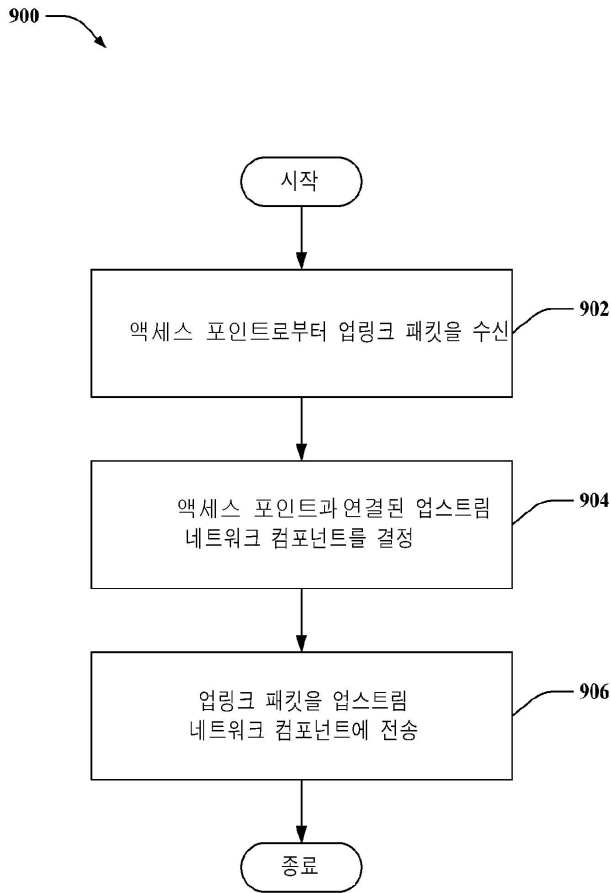 900
시작
액세스 포인트로부터 업링크 패킷을 수신
902
액세스 포인트과 연결된 업스트림
네트워크 컴포넌트를 결정
904
업링크 패킷을 업스트림
네트워크 컴포넌트에 전송
906
종료